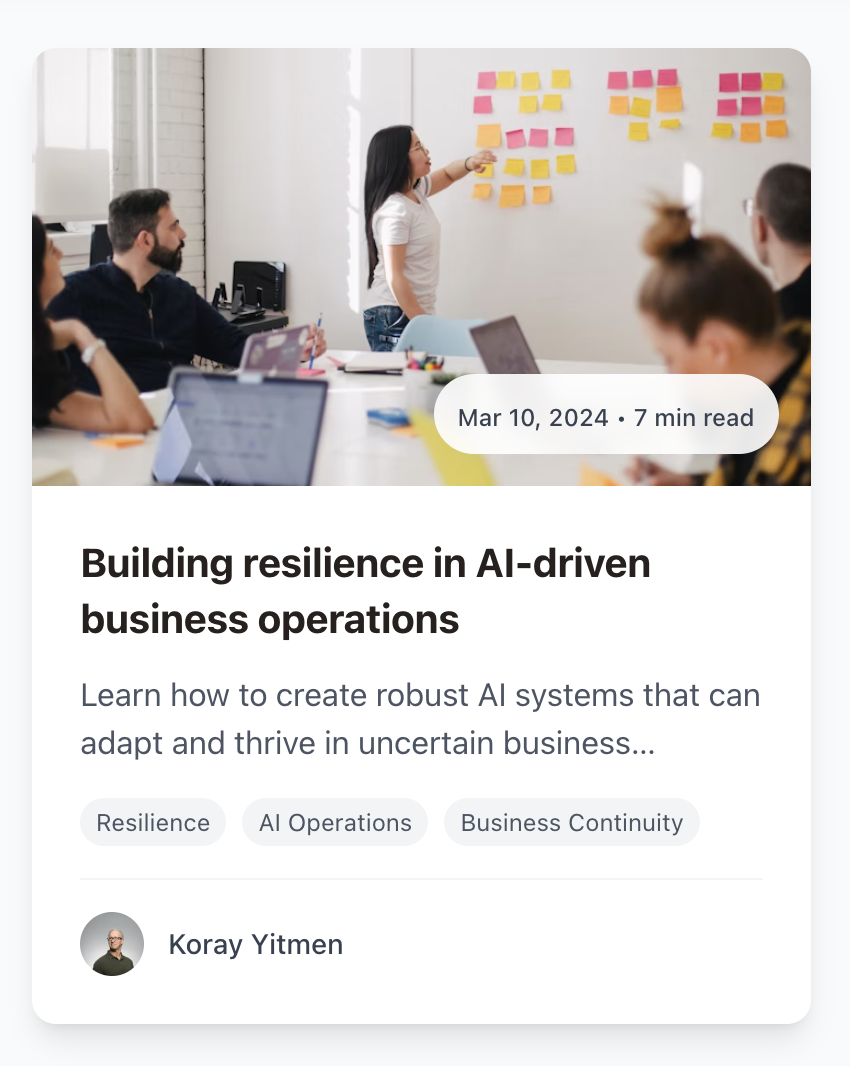 Mar 10, 2024 • 7 min read
Building resilience in AI-driven
business operations
Learn how to create robust AI systems that can
adapt and thrive in uncertain business...
Resilience
AI Operations
Business Continuity
Koray Yitmen